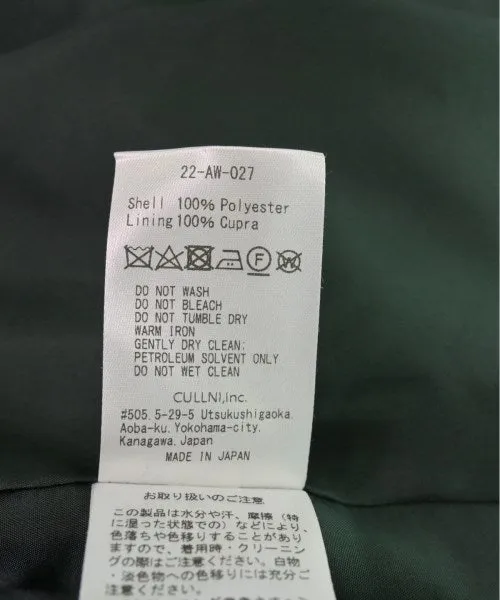 22-AW-027
Shell 100% Polyester
Lining 100% Cupra
F
W
DO NOT WASH
DO NOT BLEACH
DO NOT TUMBLE DRY
WARM IRON
GENTLY DRY CLEAN;
PETROLEUM SOLVENT ONLY
DO NOT WET CLEAN
CULLNI,Inc.
#505.5-29-5 Utsukushigaoka.
Aoba-ku.Yokohama-city.
Kanagawa.Japan
MADE IN JAPAN
お取り扱いのご注意
この製品は水分や汗、摩擦(特
に湿った状態での)などにより、
色落ちや色移りすることがあり
ますので、着用時・クリーニン
グの際はご注意ください。白物
・淡色物への色移りには充分ご
注意ください。